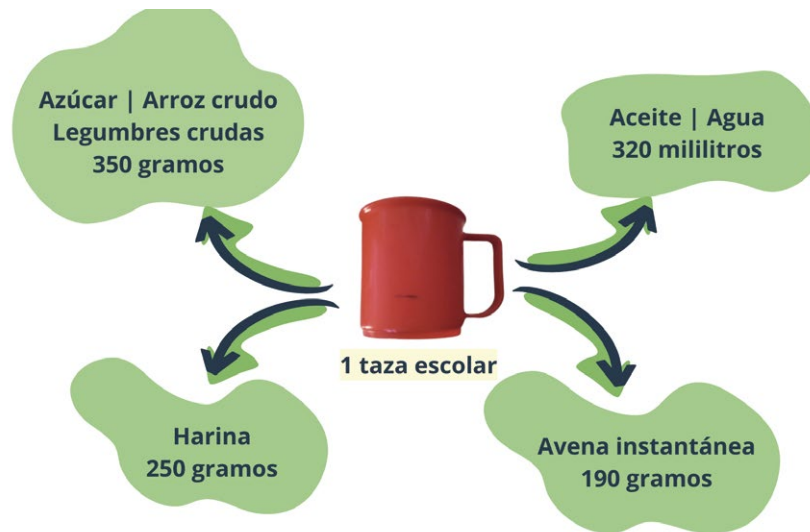 Azúcar | Arroz crudo
Legumbres crudas
350 gramos
Aceite | Agua
320 mililitros
1 taza escolar
Harina
250 gramos
Avena instantánea
190 gramos